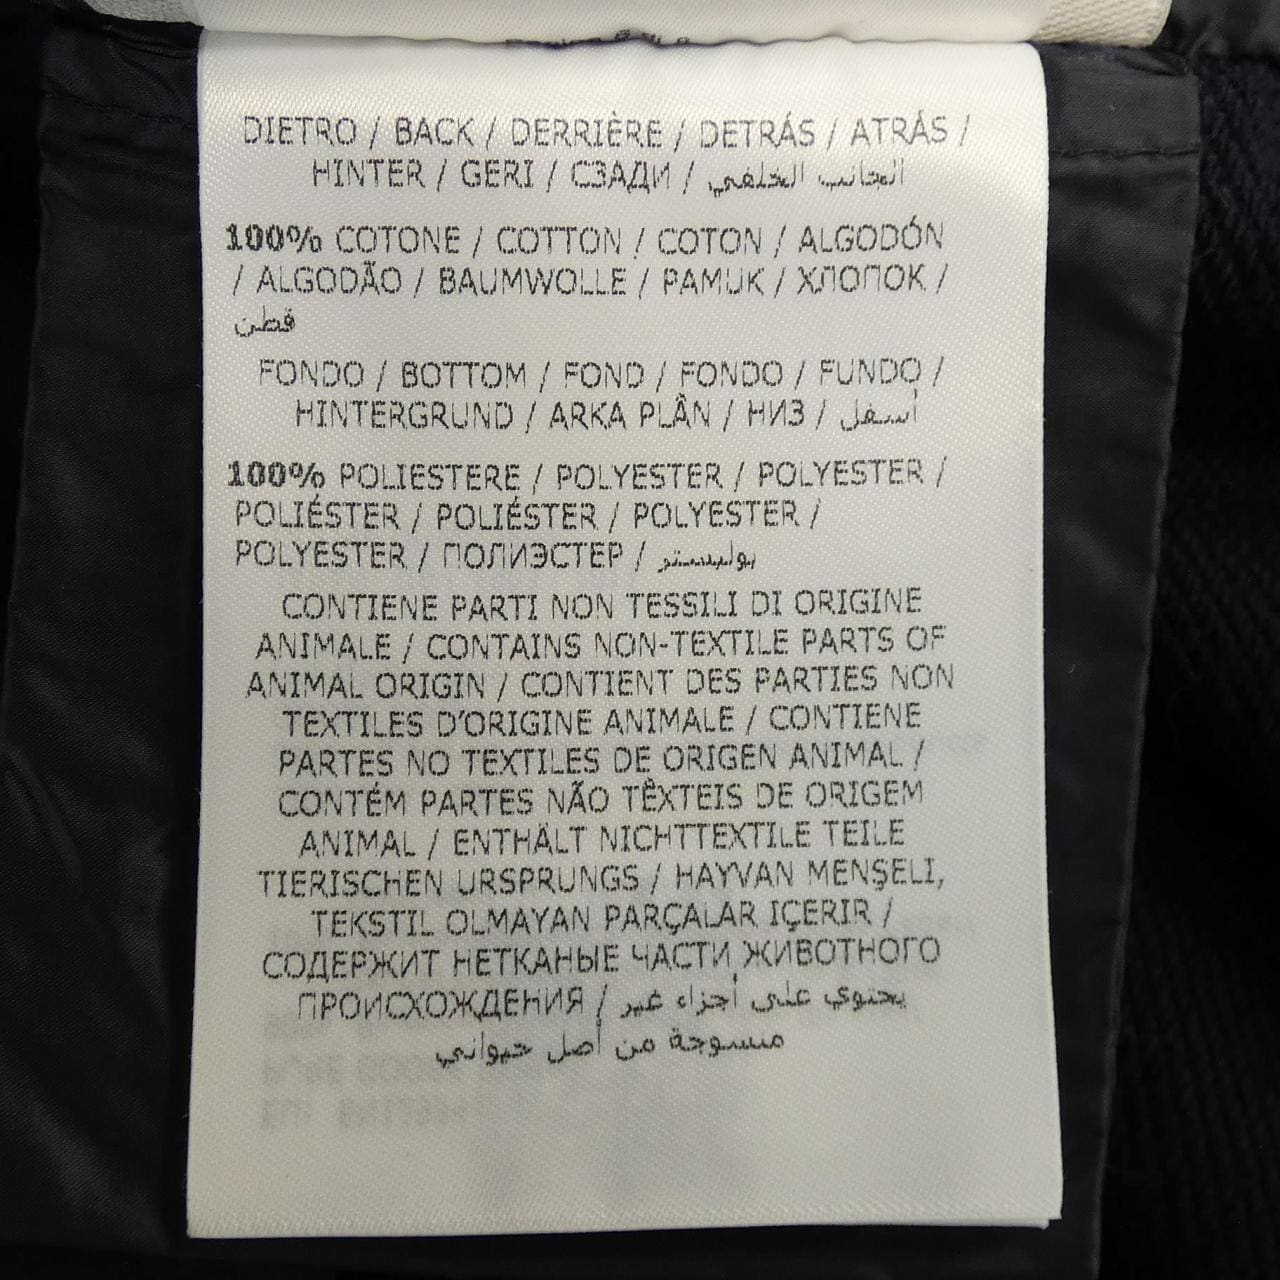 DIETRO / BACK / DERRIÈRE / DETRÁS / ATRÁS /
HINTER / GERI / СЗАДИ / الجانب الخلفي
100% COTONE / COTTON / COTON / ALGODÓN
/ ALGODÃO / BAUMWOLLE / PAMUK / ХЛОПОК /
قطن
FONDO / BOTTOM / FOND / FONDO / FUNDO /
HINTERGRUND / ARKA PLÂN / НИЗ / أسفل
100% POLIESTERE / POLYESTER / POLYESTER /
POLIÉSTER / POLIÉSTER / POLYESTER /
POLYESTER / ПОЛИЭСТЕР / بوليستر
CONTIENE PARTI NON TESSILI DI ORIGINE
ANIMALE / CONTAINS NON-TEXTILE PARTS OF
ANIMAL ORIGIN / CONTIENT DES PARTIES NON
TEXTILES D'ORIGINE ANIMALE / CONTIENE
PARTES NO TEXTILES DE ORIGEN ANIMAL /
CONTÉM PARTES NÃO TÊXTEIS DE ORIGEM
ANIMAL / ENTHÄLT NICHTTEXTILE TEILE
TIERISCHEN URSPRUNGS / HAYVAN MENŞELI,
TEKSTIL OLMAYAN PARÇALAR IÇERIR /
СОДЕРЖИТ НЕТКАНЫЕ ЧАСТИ ЖИВОТНОГО
ПРОИСХОЖДЕНИЯ / يحتوي على أجزاء غير
منسوجة من أصل حيواني